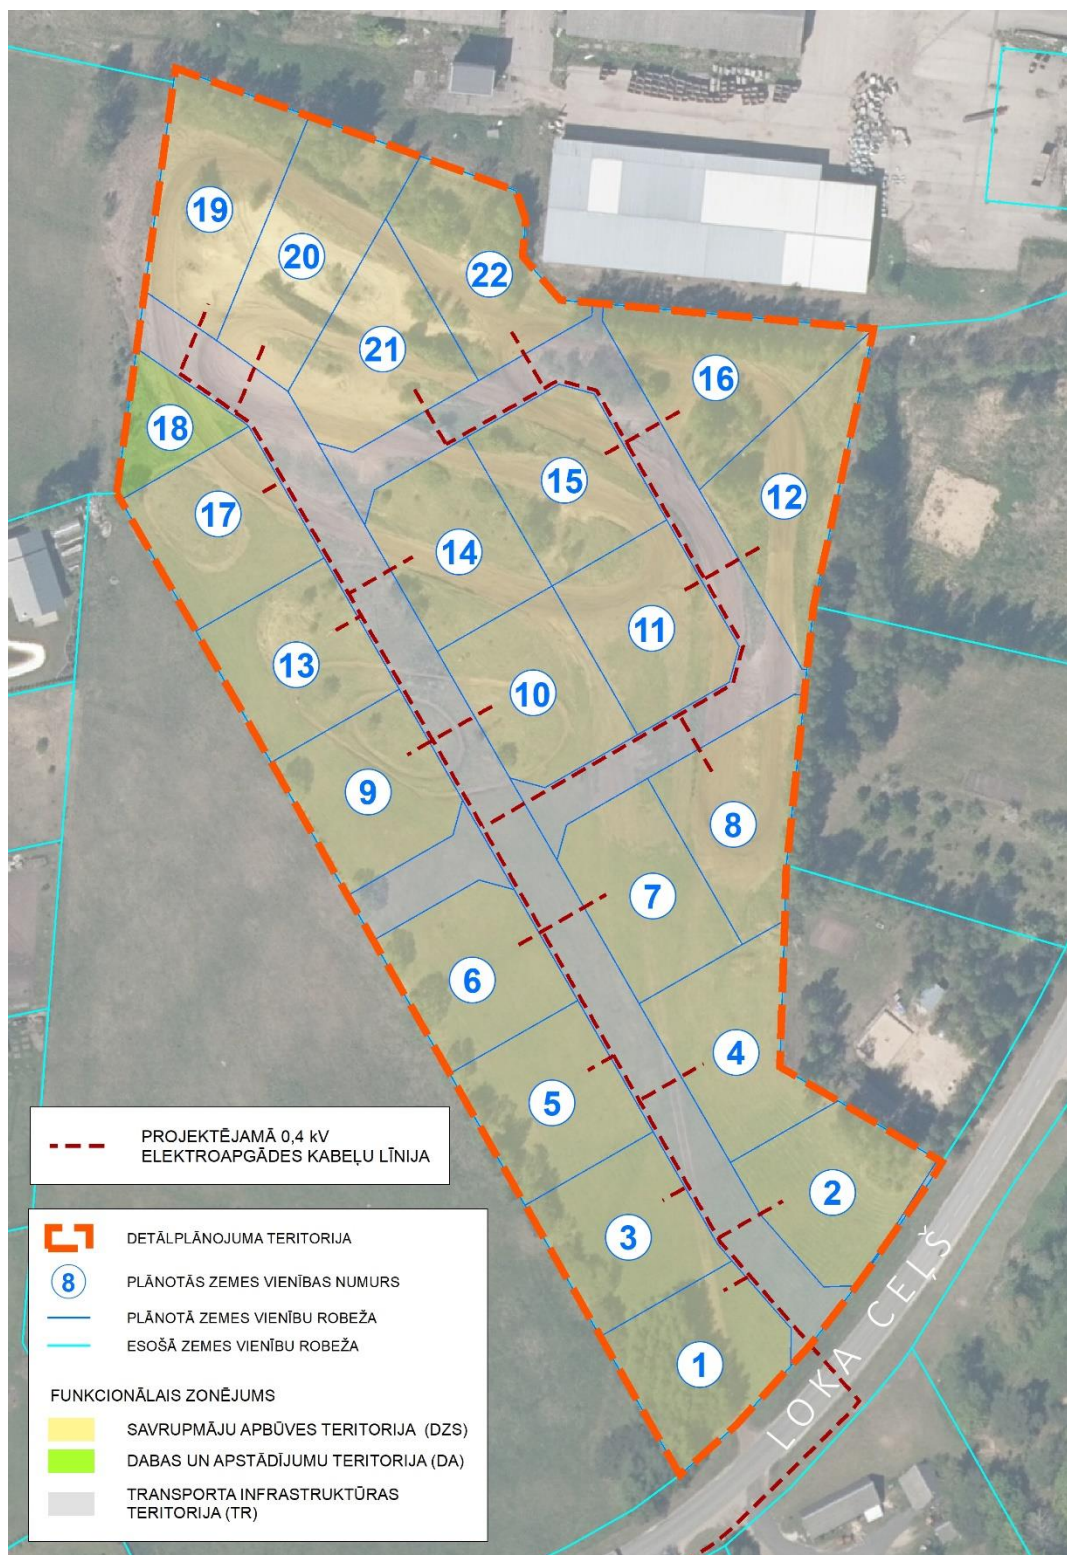 19
20
22
21
16
18
17
15
12
14
11
13
10
9
8
7
6
4
5
2
3
1
LOKA CEĻŠ
PROJEKTĒJAMĀ 0,4 kV
ELEKTROAPGĀDES KABEĻU LĪNIJA
DETĀLPLĀNOJUMA TERITORIJA
8 PLĀNOTĀS ZEMES VIENĪBAS NUMURS
PLĀNOTĀ ZEMES VIENĪBU ROBEŽA
ESOŠĀ ZEMES VIENĪBU ROBEŽA
FUNKCIONĀLAIS ZONĒJUMS
SAVRUPMĀJU APBŪVES TERITORIJA (DZS)
DABAS UN APSTĀDĪJUMU TERITORIJA (DA)
TRANSPORTA INFRASTRUKTŪRAS
TERITORIJA (TR)